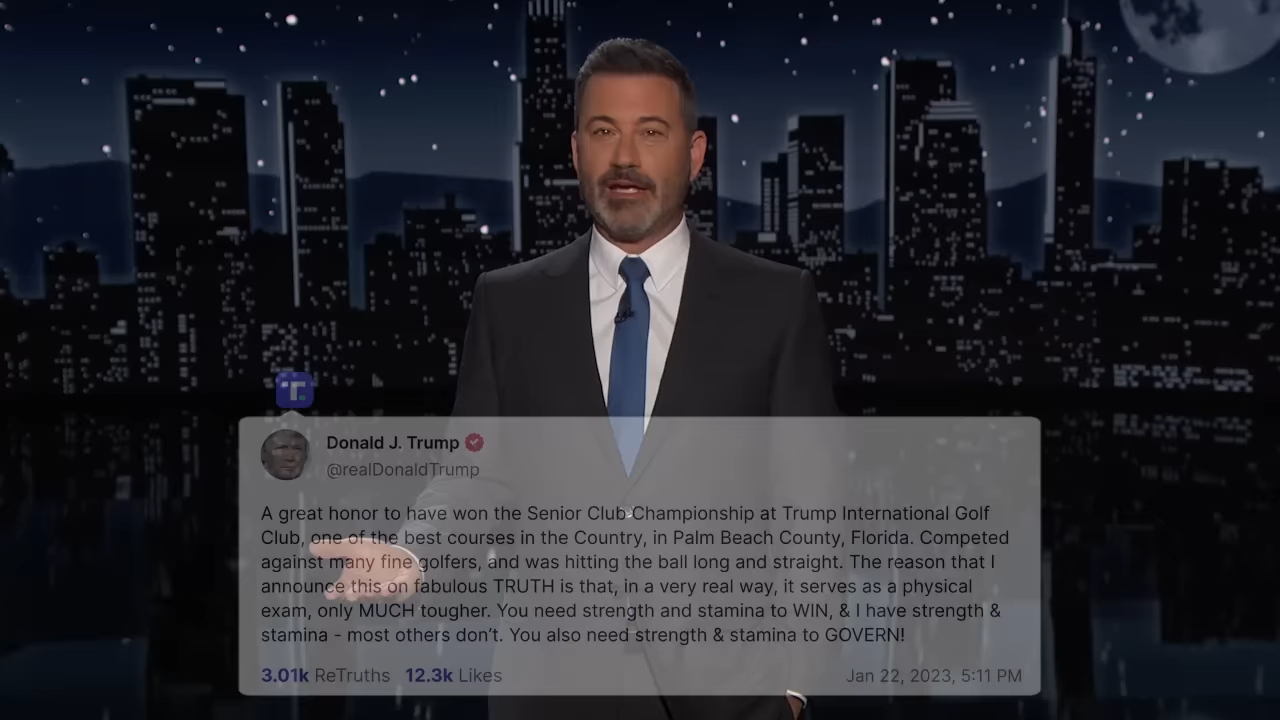 T.
Donald J. Trump
@realDonaldTrump
A great honor to have won the Senior Club Championship at Trump International Golf
Club, one of the best courses in the Country, in Palm Beach County, Florida. Competed
against many fine golfers, and was hitting the ball long and straight. The reason that I
announce this on fabulous TRUTH is that, in a very real way, it serves as a physical
exam, only MUCH tougher. You need strength and stamina to WIN, & I have strength &
stamina - most others don’t. You also need strength & stamina to GOVERN!
3.01k ReTruths 12.3k Likes Jan 22, 2023, 5:11 PM